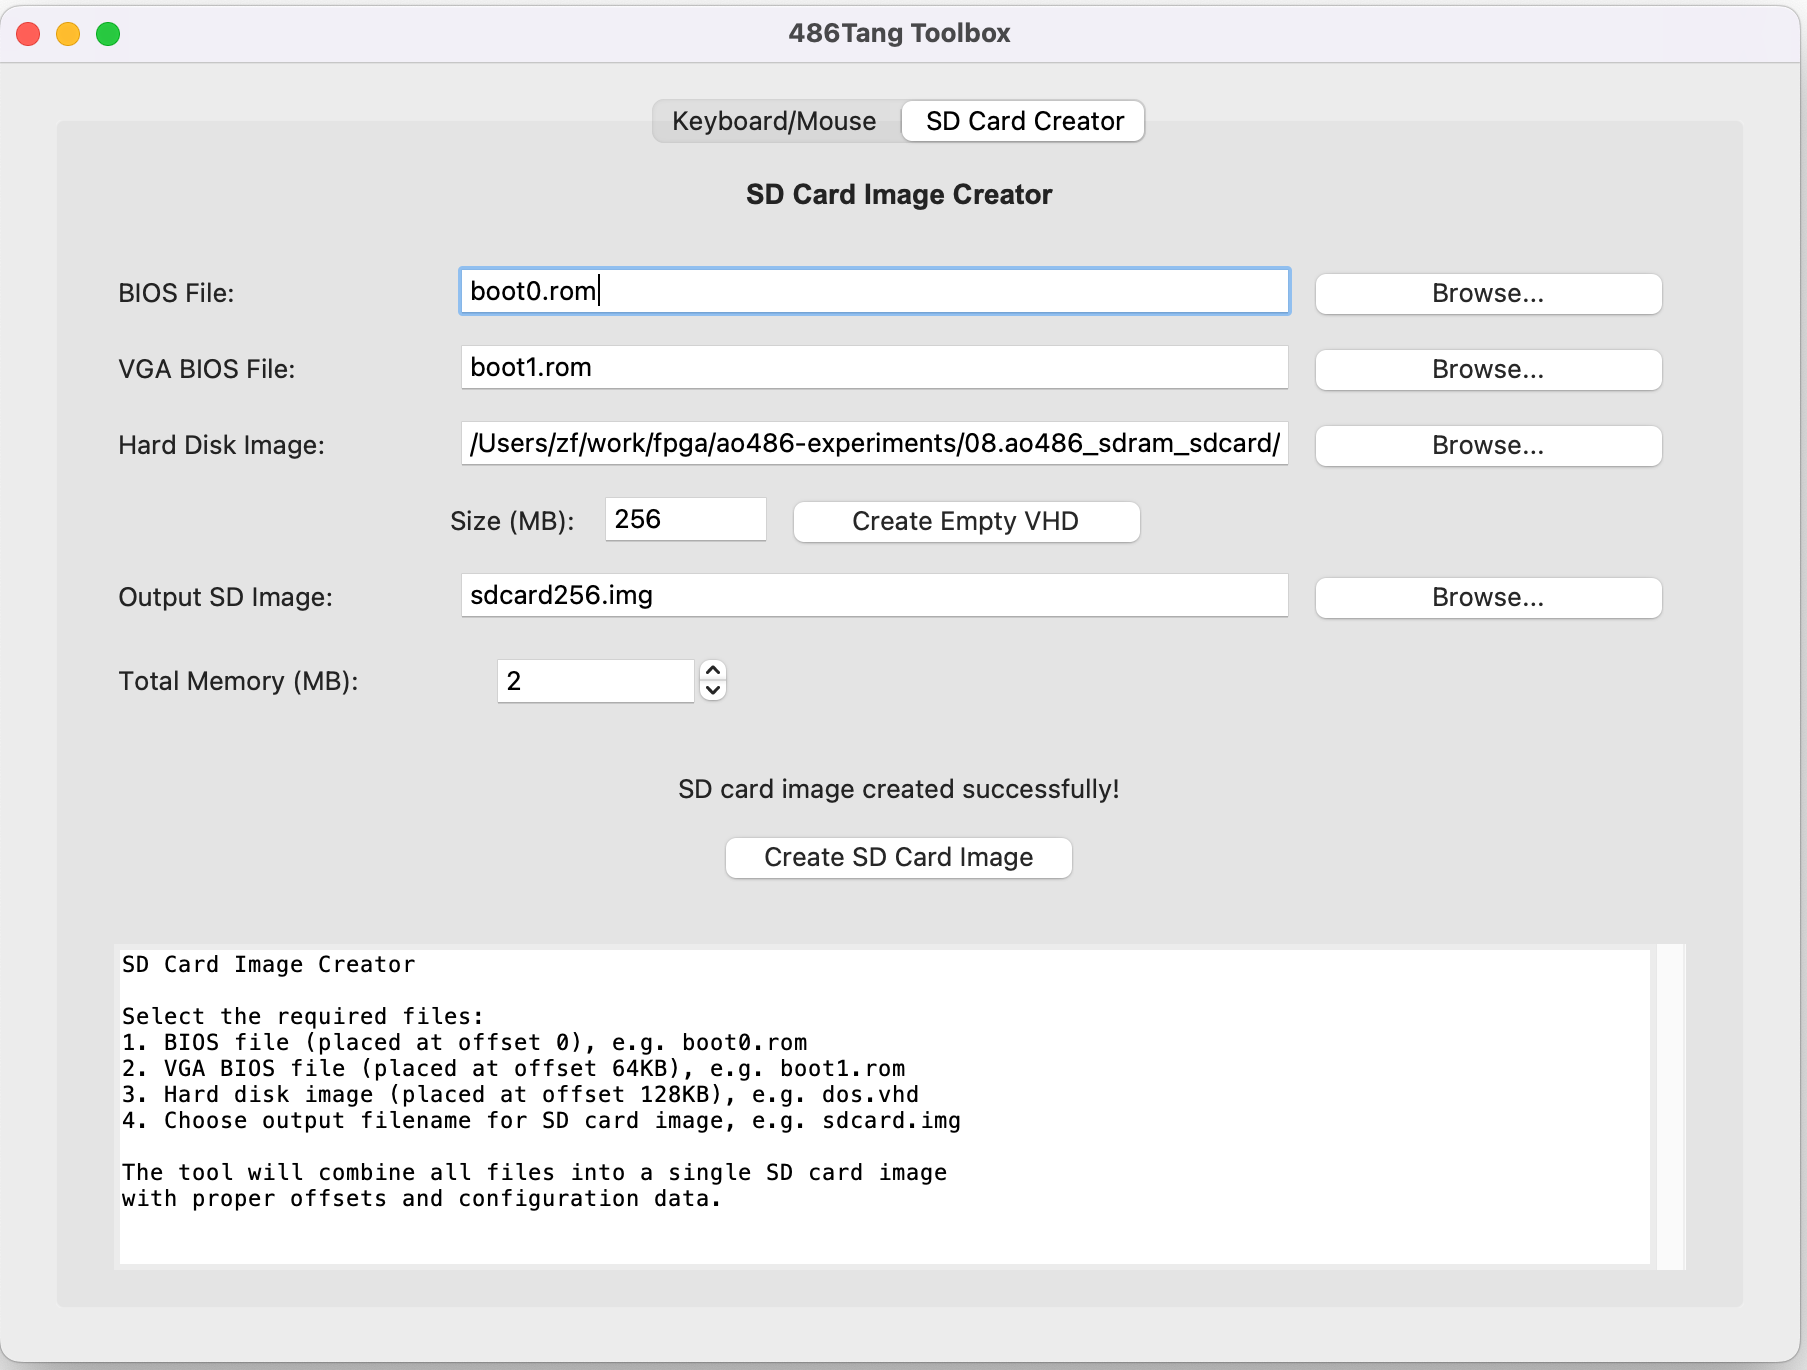 486Tang Toolbox
Keyboard/Mouse SD Card Creator
SD Card Image Creator
BIOS File: boot0.rom Browse...
VGA BIOS File: boot1.rom Browse...
Hard Disk Image: /Users/zf/work/fpga/ao486-experiments/08.ao486_sdram_sdcard/ Browse...
Size (MB): 256 Create Empty VHD
Output SD Image: sdcard256.img Browse...
Total Memory (MB): 2
SD card image created successfully!
Create SD Card Image
SD Card Image Creator
Select the required files:
1. BIOS file (placed at offset 0), e.g. boot0.rom
2. VGA BIOS file (placed at offset 64KB), e.g. boot1.rom
3. Hard disk image (placed at offset 128KB), e.g. dos.vhd
4. Choose output filename for SD card image, e.g. sdcard.img
The tool will combine all files into a single SD card image
with proper offsets and configuration data.